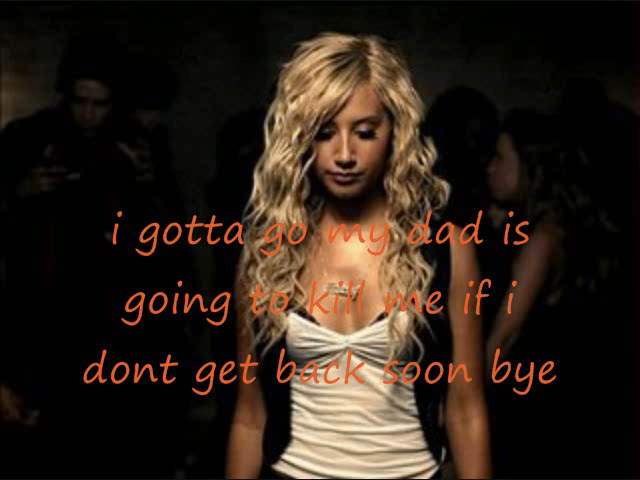 i gotta go my dad is
going to kill me if i
dont get back soon bye